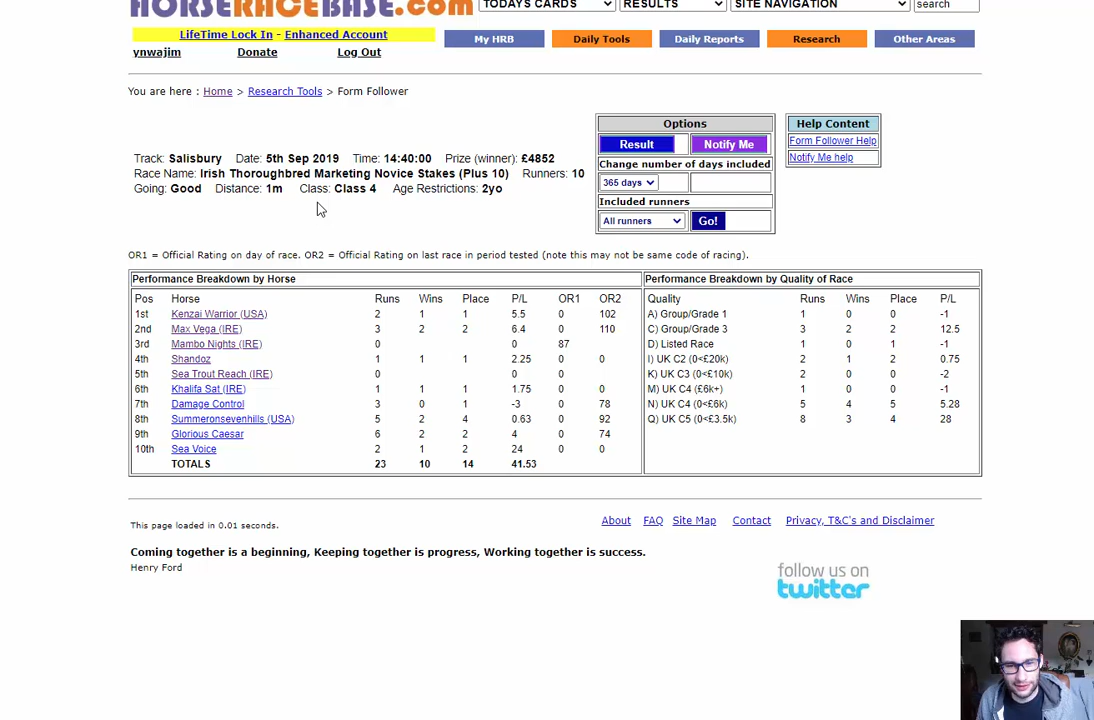 HORSERACEBASE.com
TODAYS CARDS RESULTS SITE NAVIGATION search
LifeTime Lock In - Enhanced Account
ynwajim Donate Log Out
My HRB Daily Tools Daily Reports Research Other Areas
You are here : Home > Research Tools > Form Follower
Track: Salisbury Date: 5th Sep 2019 Time: 14:40:00 Prize (winner): £4852
Race Name: Irish Thoroughbred Marketing Novice Stakes (Plus 10) Runners: 10
Going: Good Distance: 1m Class: Class 4 Age Restrictions: 2yo
Options
Result Notify Me
Change number of days included
365 days
Included runners
All runners Go!
Help Content
Form Follower Help
Notify Me help
OR1 = Official Rating on day of race. OR2 = Official Rating on last race in period tested (note this may not be same code of racing).
Performance Breakdown by Horse
Pos Horse Runs Wins Place P/L OR1 OR2
1st Kenzai Warrior (USA) 2 1 1 5.5 0 102
2nd Max Vega (IRE) 3 2 2 6.4 0 110
3rd Mambo Nights (IRE) 0 0 87
4th Shandoz 1 1 1 2.25 0 0
5th Sea Trout Reach (IRE) 0 0 0
6th Khalifa Sat (IRE) 1 1 1 1.75 0 0
7th Damage Control 3 0 1 -3 0 78
8th Summeronsevenhills (USA) 5 2 4 0.63 0 92
9th Glorious Caesar 6 2 2 4 0 74
10th Sea Voice 2 1 2 24 0 0
TOTALS 23 10 14 41.53
Performance Breakdown by Quality of Race
Quality Runs Wins Place P/L
A) Group/Grade 1 1 0 0 -1
C) Group/Grade 3 3 2 2 12.5
D) Listed Race 1 0 1 -1
I) UK C2 (0<£20k) 2 1 2 0.75
K) UK C3 (0<£10k) 2 0 0 -2
M) UK C4 (£6k+) 1 0 0 -1
N) UK C4 (0<£6k) 5 4 5 5.28
Q) UK C5 (0<£3.5k) 8 3 4 28
This page loaded in 0.01 seconds.
About FAQ Site Map Contact Privacy, T&C's and Disclaimer
Coming together is a beginning, Keeping together is progress, Working together is success.
Henry Ford
follow us on
twitter